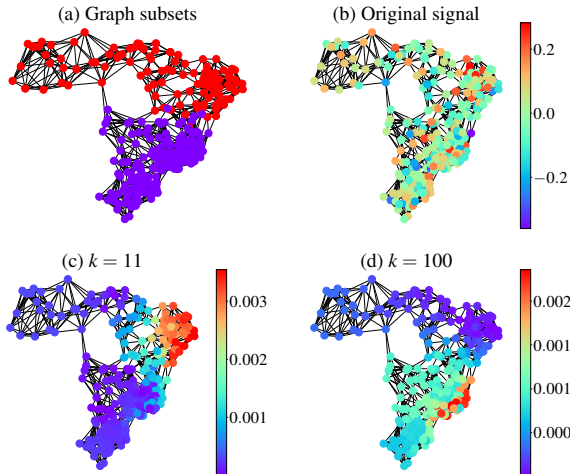 (a) Graph subsets
(b) Original signal
0.2
0.0
−0.2
(c) k = 11
(d) k = 100
0.003
0.002
0.001
0.002
0.001
0.001
0.000